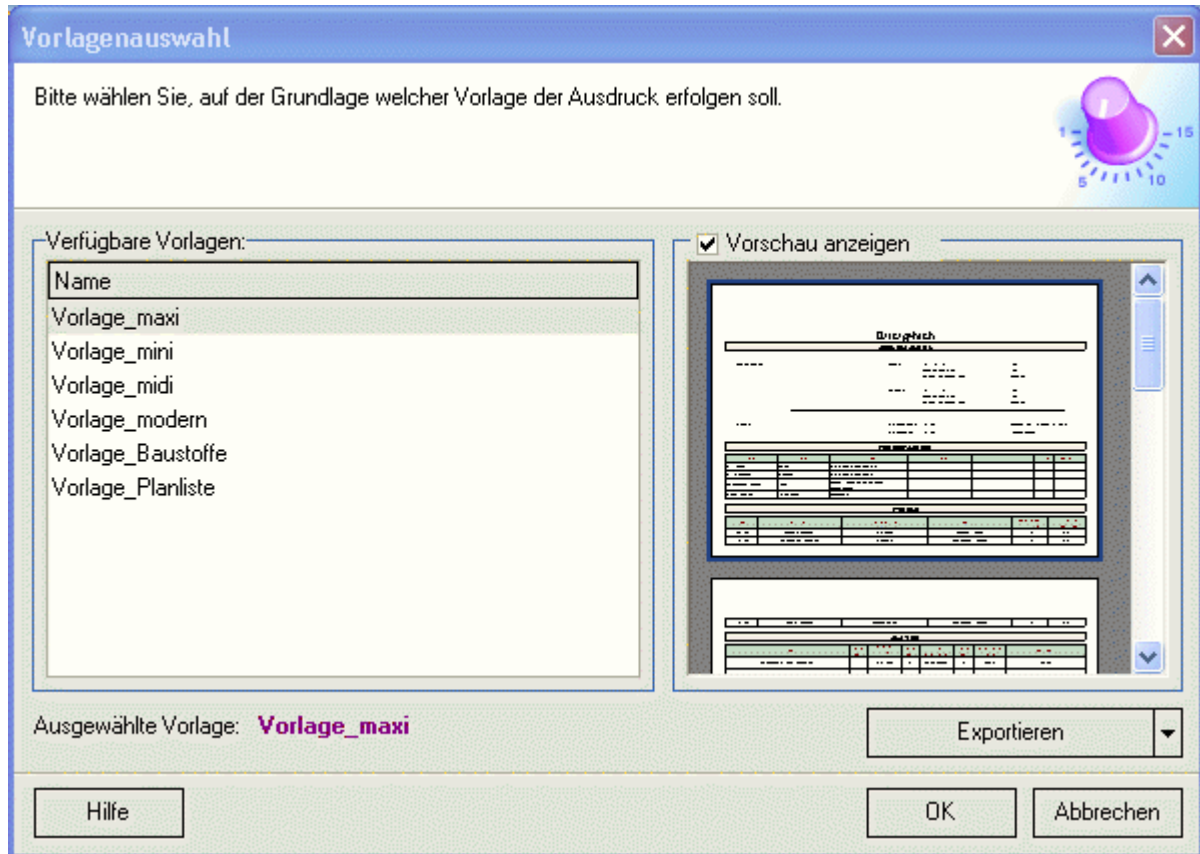 Vorlagenauswahl
Bitte wählen Sie, auf der Grundlage welcher Vorlage der Ausdruck erfolgen soll.
1
15
5
10
Verfügbare Vorlagen:
Name
Vorlage_maxi
Vorlage_mini
Vorlage_midi
Vorlage_modern
Vorlage_Baustoffe
Vorlage_Planliste
Vorschau anzeigen
Ausgewählte Vorlage: Vorlage_maxi
Exportieren
Hilfe
OK
Abbrechen